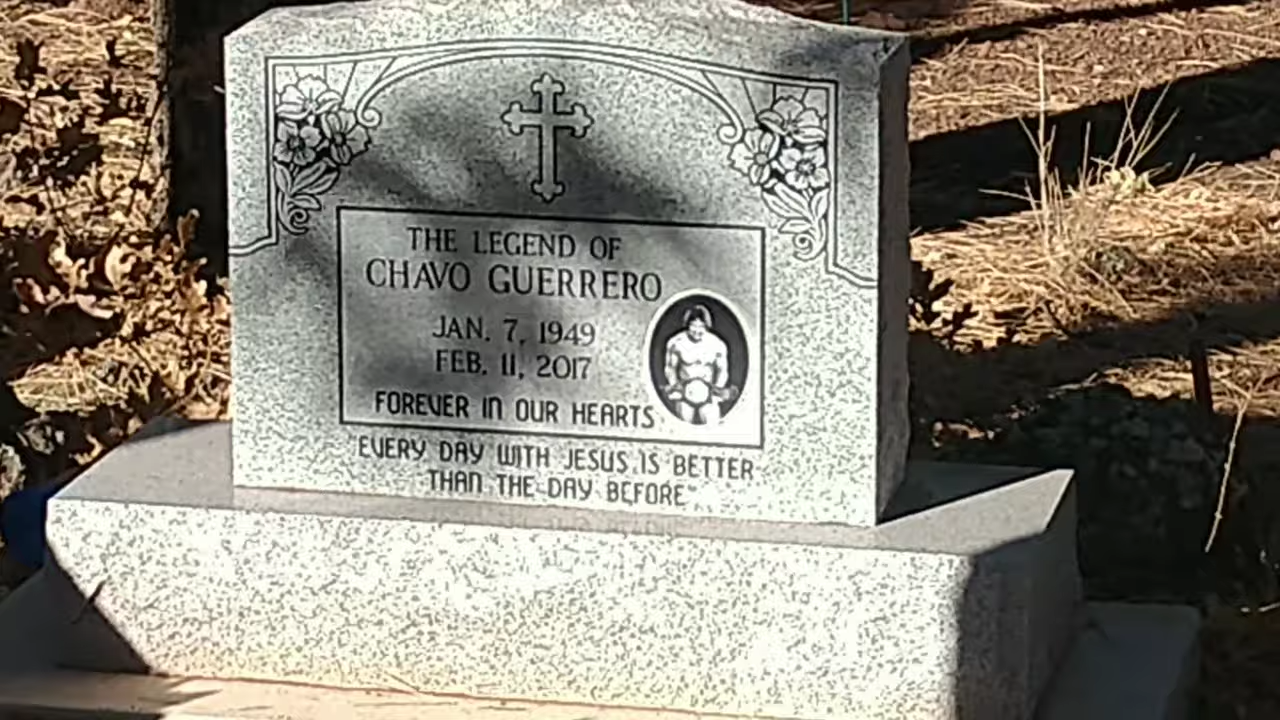 THE LEGEND OF
CHAVO GUERRERO
JAN. 7, 1949
FEB. 11, 2017
FOREVER IN OUR HEARTS
"EVERY DAY WITH JESUS IS BETTER
THAN THE DAY BEFORE"